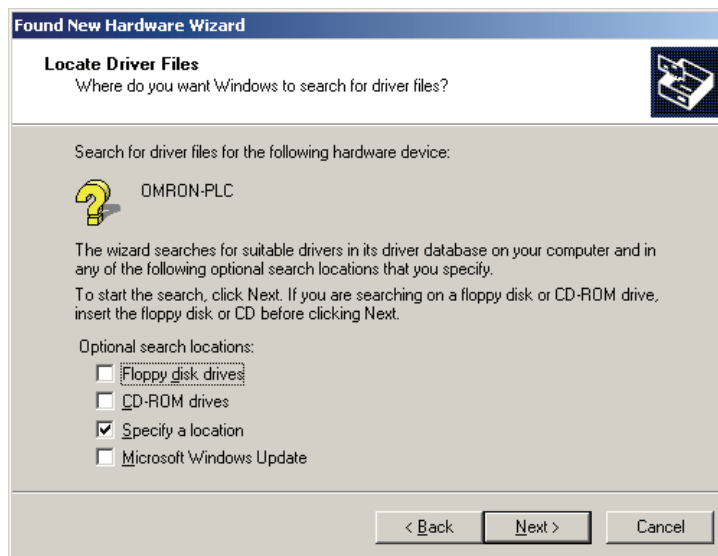 Found New Hardware Wizard
Locate Driver Files
Where do you want Windows to search for driver files?
Search for driver files for the following hardware device:
OMRON-PLC
The wizard searches for suitable drivers in its driver database on your computer and in
any of the following optional search locations that you specify.
To start the search, click Next. If you are searching on a floppy disk or CD-ROM drive,
insert the floppy disk or CD before clicking Next.
Optional search locations:
Floppy disk drives
CD-ROM drives
Specify a location
Microsoft Windows Update
< Back Next > Cancel